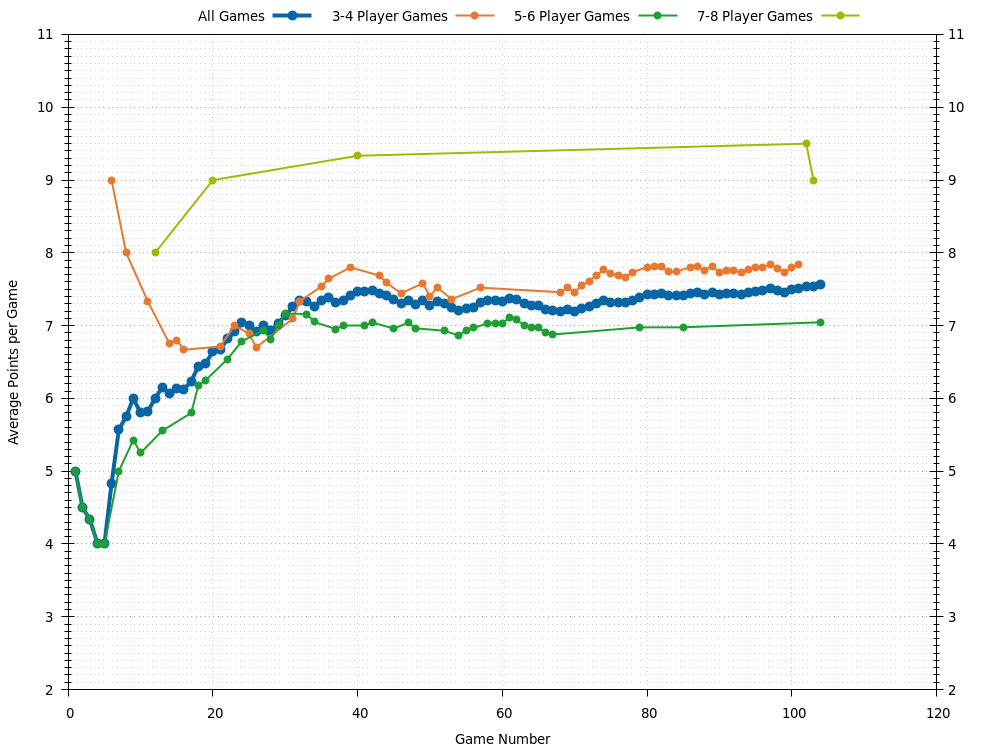 All Games 3-4 Player Games 5-6 Player Games 7-8 Player Games
11 11
10 10
9 9
8 8
7 7
6 6
5 5
4 4
3 3
2 2
0 20 40 60 80 100 120
Average Points per Game
Game Number